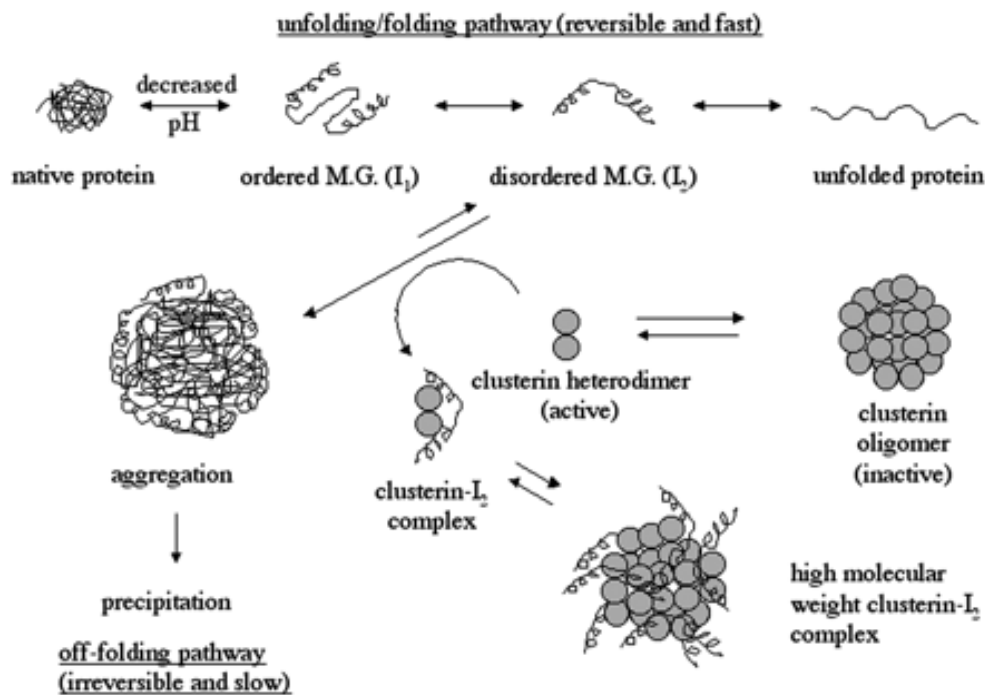 unfolding/folding pathway (reversible and fast)
decreased
pH
native protein
ordered M.G. (I₁)
disordered M.G. (I₂)
unfolded protein
aggregation
precipitation
off-folding pathway
(irreversible and slow)
clusterin-I₂
complex
clusterin heterodimer
(active)
clusterin
oligomer
(inactive)
high molecular
weight clusterin-I₂
complex